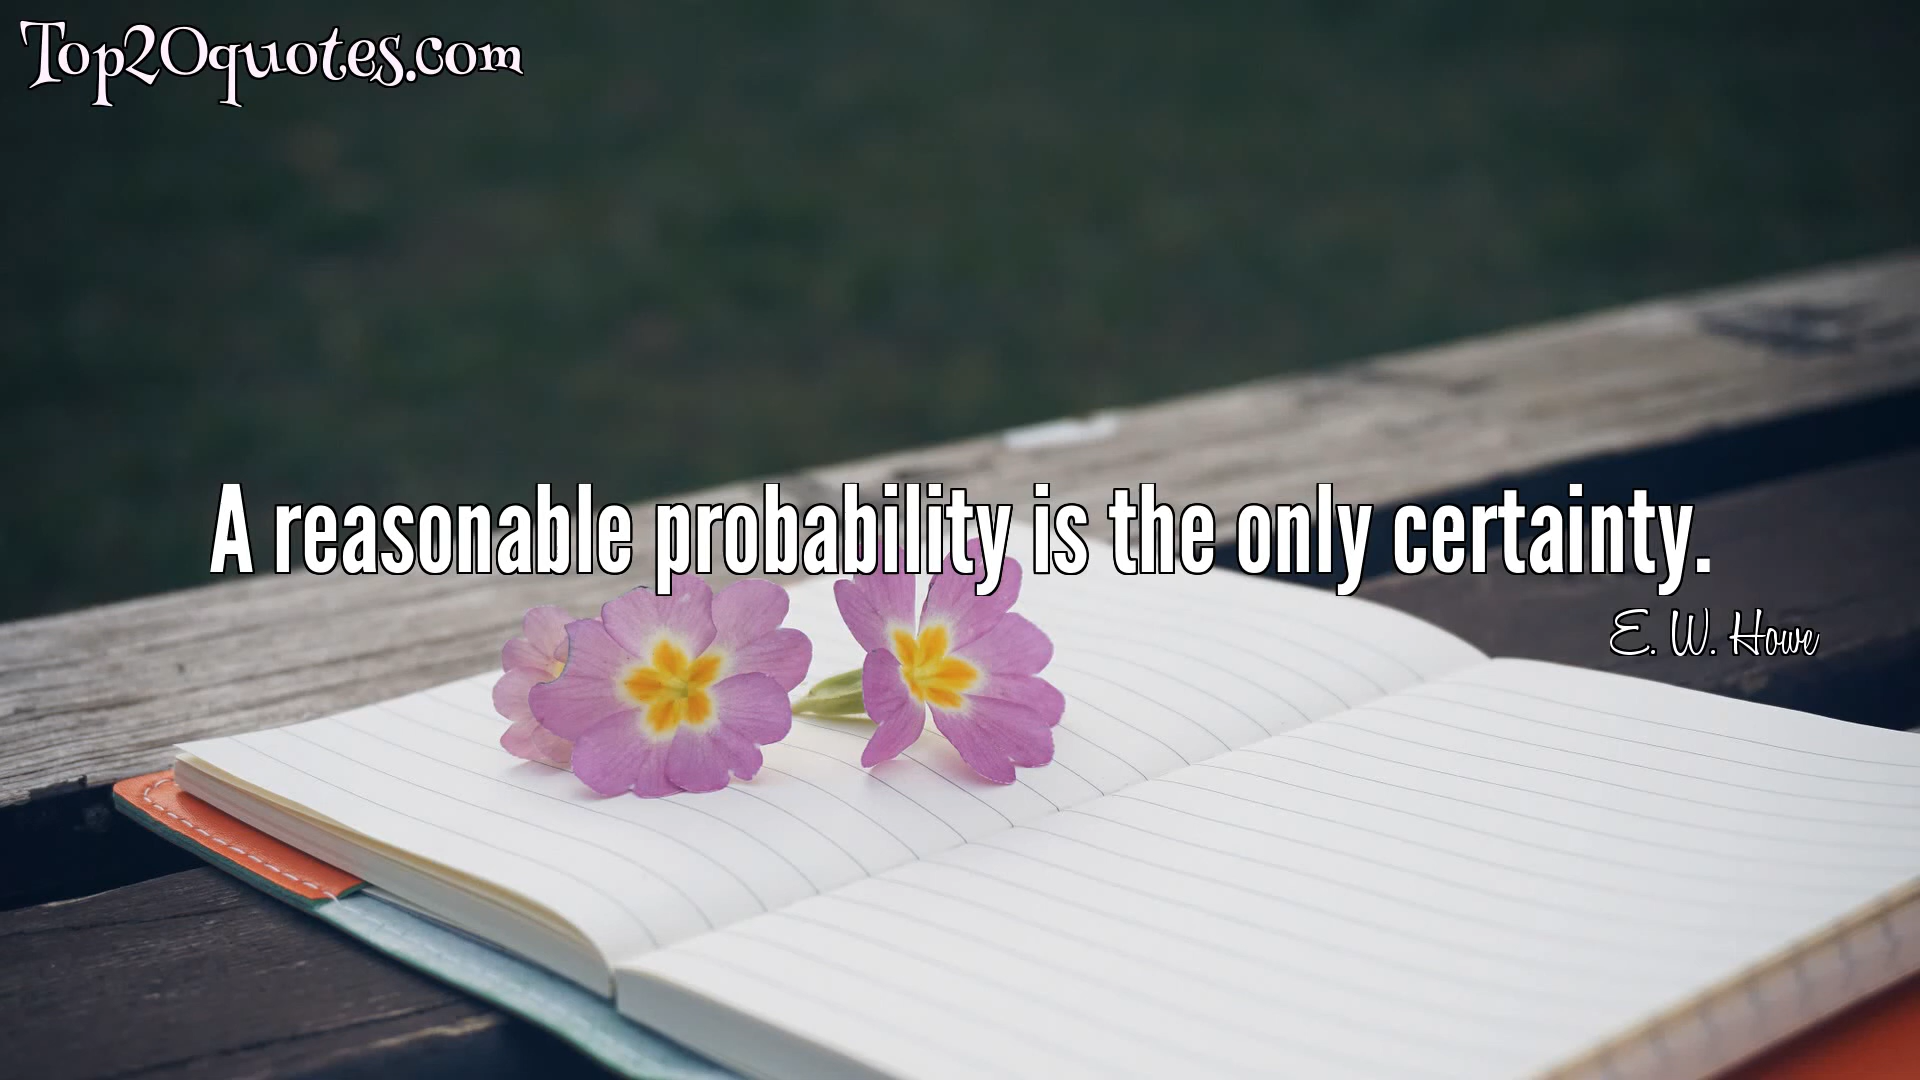 Top20quotes.com
A reasonable probability is the only certainty.
E. W. Howe